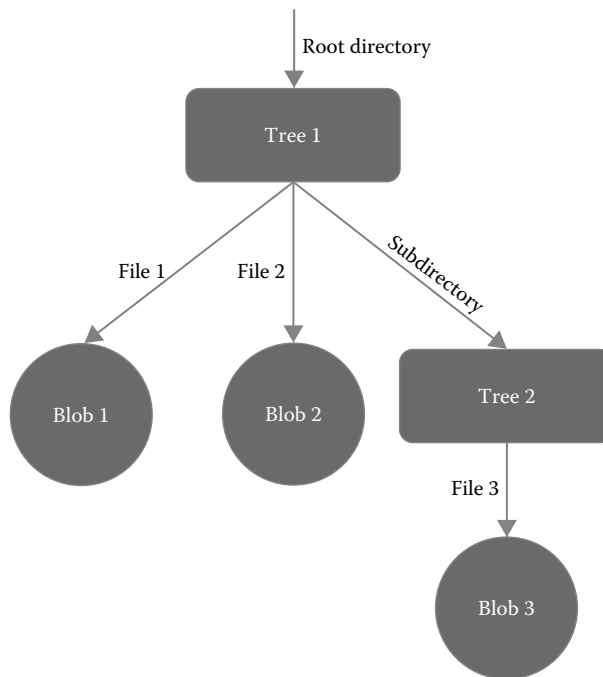 Root directory
Tree 1
File 1
File 2
Subdirectory
Blob 1
Blob 2
Tree 2
File 3
Blob 3